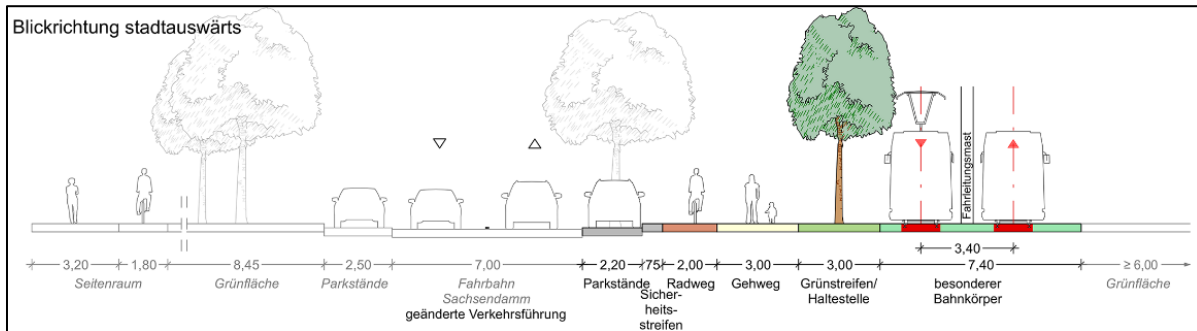 Blickrichtung stadtauswärts
Fahrleitungsmast
3,40
3,20 1,80 8,45 2,50 7,00 2,20 75 2,00 3,00 3,00 7,40 ≥ 6,00
Seitenraum Grünfläche Parkstände Fahrbahn Parkstände Radweg Gehweg Grünstreifen/ besonderer Grünfläche
Sachsendamm Sicher- Haltestelle Bahnkörper
geänderte Verkehrsführung heits-
streifen